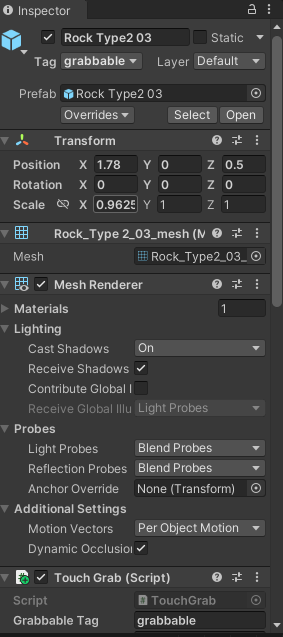 Inspector
Rock Type2 03 Static
Tag grabbable Layer Default
Prefab Rock Type2 03
Overrides Select Open
Transform
Position X 1.78 Y 0 Z 0.5
Rotation X 0 Y 0 Z 0
Scale X 0.9625 Y 1 Z 1
Rock_Type 2_03_mesh (M
Mesh Rock_Type2_03_
Mesh Renderer
Materials 1
Lighting
Cast Shadows On
Receive Shadows
Contribute Global I
Receive Global Illu Light Probes
Probes
Light Probes Blend Probes
Reflection Probes Blend Probes
Anchor Override None (Transform)
Additional Settings
Motion Vectors Per Object Motion
Dynamic Occlusion
Touch Grab (Script)
Script # TouchGrab
Grabbable Tag grabbable